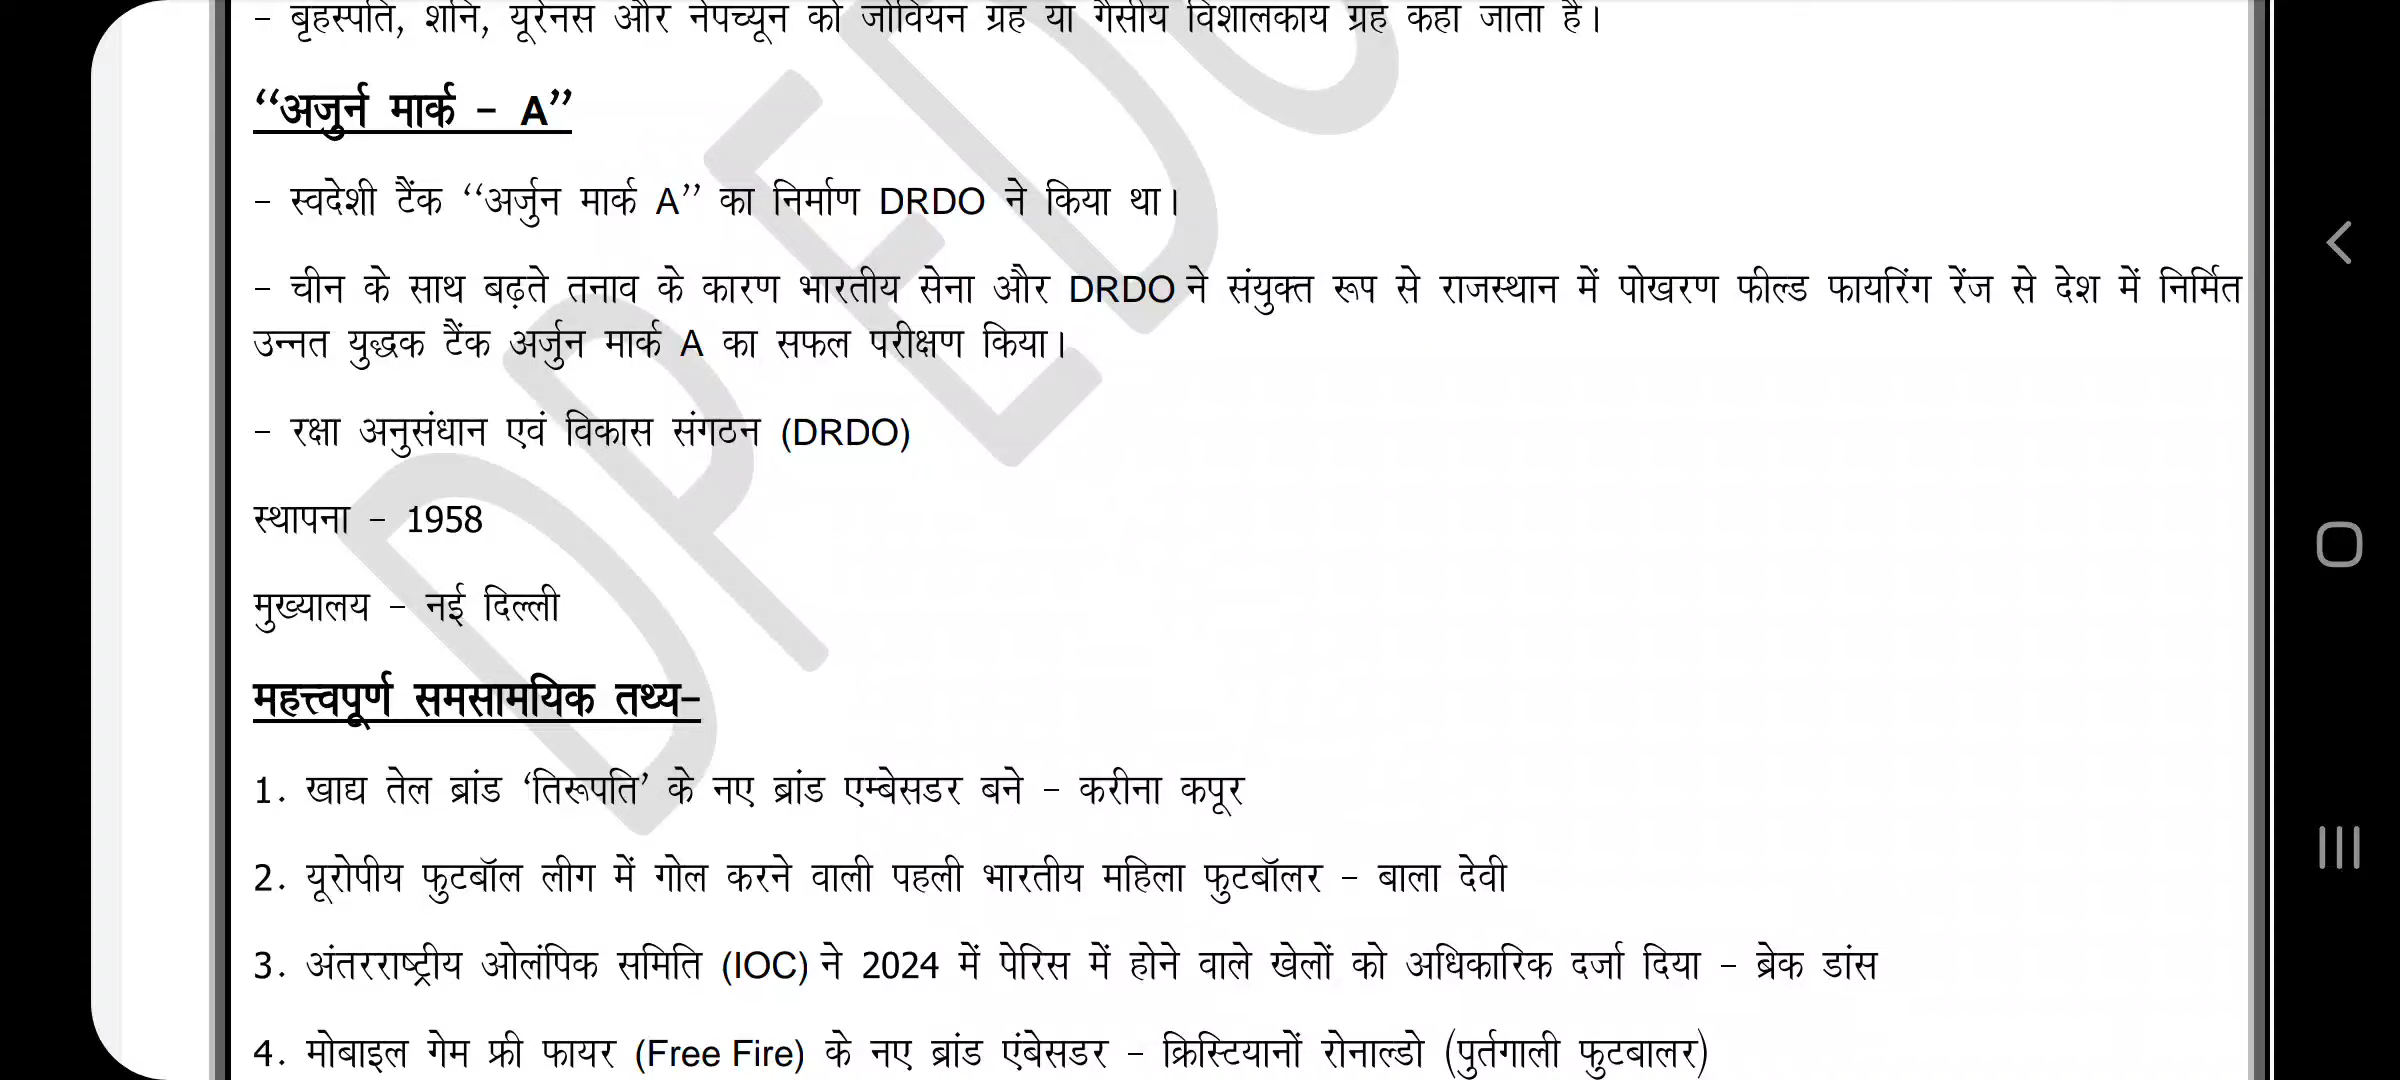 – बृहस्पति, शनि, यूरेनस और नेपच्यून को जोवियन ग्रह या गैसीय विशालकाय ग्रह कहा जाता है।
‘‘अजुर्न मार्क – A’’
– स्वदेशी टैंक ‘‘अर्जुन मार्क A’’ का निर्माण DRDO ने किया था।
– चीन के साथ बढ़ते तनाव के कारण भारतीय सेना और DRDO ने संयुक्त रूप से राजस्थान में पोखरण फील्ड फायरिंग रेंज से देश में निर्मित
उन्नत युद्धक टैंक अर्जुन मार्क A का सफल परीक्षण किया।
– रक्षा अनुसंधान एवं विकास संगठन (DRDO)
स्थापना – 1958
मुख्यालय – नई दिल्ली
महत्त्वपूर्ण समसामयिक तथ्य–
1. खाद्य तेल ब्रांड ‘तिरूपति’ के नए ब्रांड एम्बेसडर बने – करीना कपूर
2. यूरोपीय फुटबॉल लीग में गोल करने वाली पहली भारतीय महिला फुटबॉलर – बाला देवी
3. अंतरराष्ट्रीय ओलंपिक समिति (IOC) ने 2024 में पेरिस में होने वाले खेलों को अधिकारिक दर्जा दिया – ब्रेक डांस
4. मोबाइल गेम फ्री फायर (Free Fire) के नए ब्रांड एंबेसडर – क्रिस्टियानों रोनाल्डो (पुर्तगाली फुटबालर)